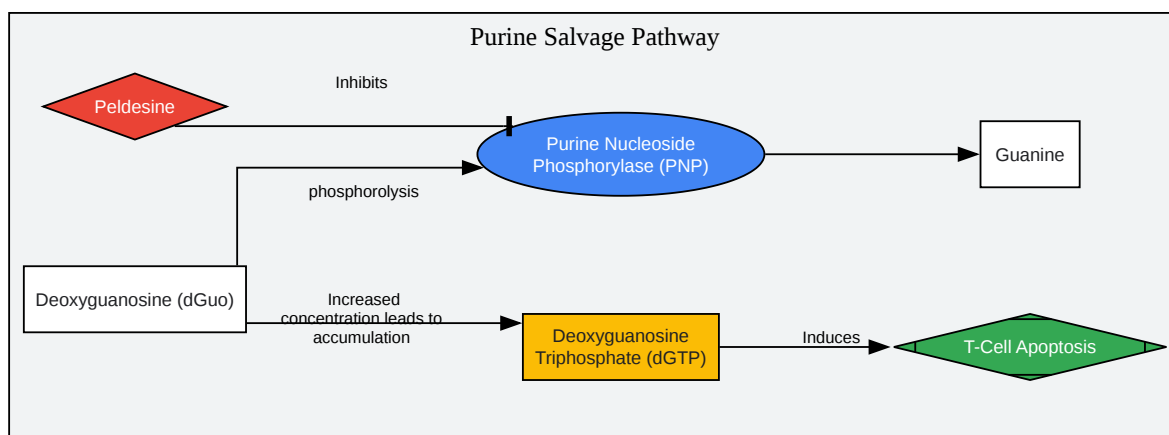 Purine Salvage Pathway
Inhibits
Peldesine
Purine Nucleoside
Phosphorylase (PNP)
Guanine
phosphorolysis
Deoxyguanosine (dGuo)
Increased
concentration leads to
accumulation
Deoxyguanosine
Triphosphate (dGTP)
Induces
T-Cell Apoptosis